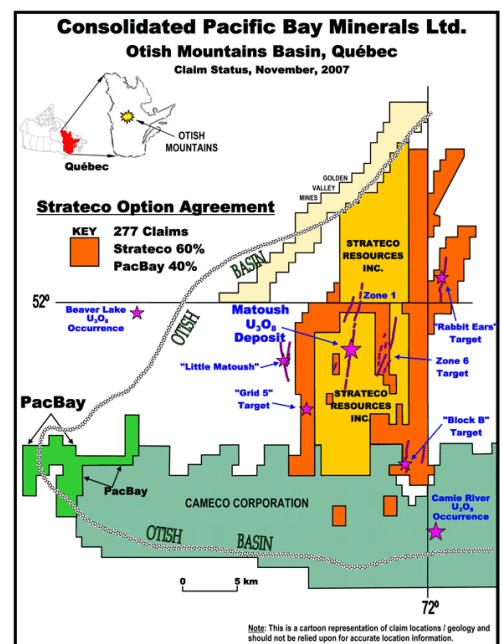 Consolidated Pacific Bay Minerals Ltd.
Otish Mountains Basin, Québec
Claim Status, November, 2007
OTISH
MOUNTAINS
Québec
Strateco Option Agreement
KEY
277 Claims
Strateco 60%
PacBay 40%
GOLDEN
VALLEY
MINES
BASIN
OTISH
STRATECO
RESOURCES
INC.
Zone 1
52º
Beaver Lake
U₃O₈
Occurrence
Matoush
U₃O₈
Deposit
"Rabbit Ears"
Target
"Little Matoush"
Zone 6
Target
"Grid 5"
Target
STRATECO
RESOURCES
INC.
PacBay
"Block B"
Target
PacBay
CAMECO CORPORATION
Camie River
U₃O₈
Occurrence
OTISH
BASIN
0
5 km
72º
Note: This is a cartoon representation of claim locations / geology and
should not be relied upon for accurate location information.